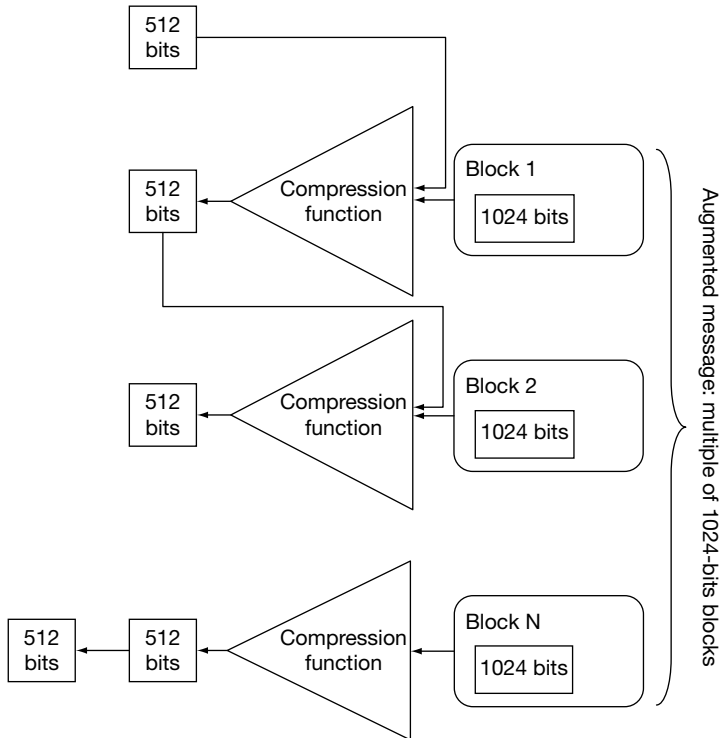 512
bits
Block 1
1024 bits
Compression
function
512
bits
Block 2
1024 bits
Compression
function
512
bits
Block N
1024 bits
Compression
function
512
bits
512
bits
Augmented message: multiple of 1024-bits blocks